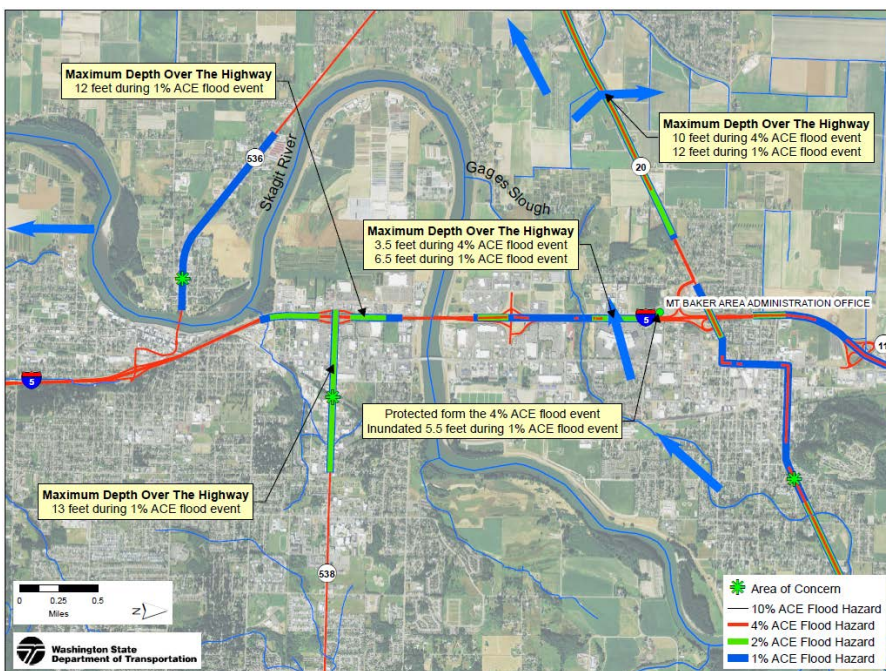 Maximum Depth Over The Highway
12 feet during 1% ACE flood event
536
Skagit River
Gages Slough
20
Maximum Depth Over The Highway
10 feet during 4% ACE flood event
12 feet during 1% ACE flood event
Maximum Depth Over The Highway
3.5 feet during 4% ACE flood event
6.5 feet during 1% ACE flood event
MT BAKER AREA ADMINISTRATION OFFICE
5
11
5
Protected form the 4% ACE flood event
Inundated 5.5 feet during 1% ACE flood event
Maximum Depth Over The Highway
13 feet during 1% ACE flood event
538
0 0.25 0.5
Miles
N
Washington State
Department of Transportation
Area of Concern
10% ACE Flood Hazard
4% ACE Flood Hazard
2% ACE Flood Hazard
1% ACE Flood Hazard